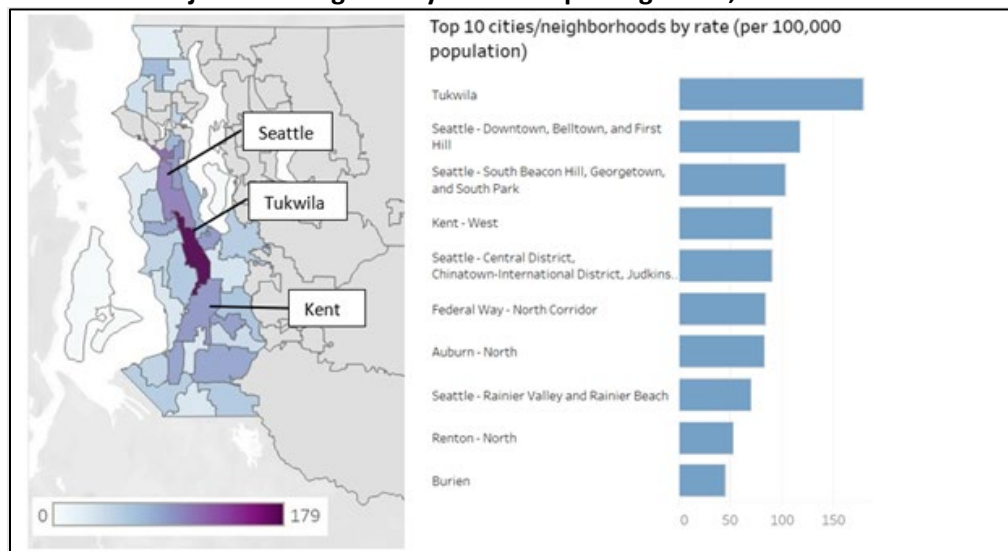 Top 10 cities/neighborhoods by rate (per 100,000
population)
Seattle
Tukwila
Kent
0
179
Tukwila
Seattle - Downtown, Belltown, and First
Hill
Seattle - South Beacon Hill, Georgetown,
and South Park
Kent - West
Seattle - Central District,
Chinatown-International District, Judkins..
Federal Way - North Corridor
Auburn - North
Seattle - Rainier Valley and Rainier Beach
Renton - North
Burien
0 50 100 150